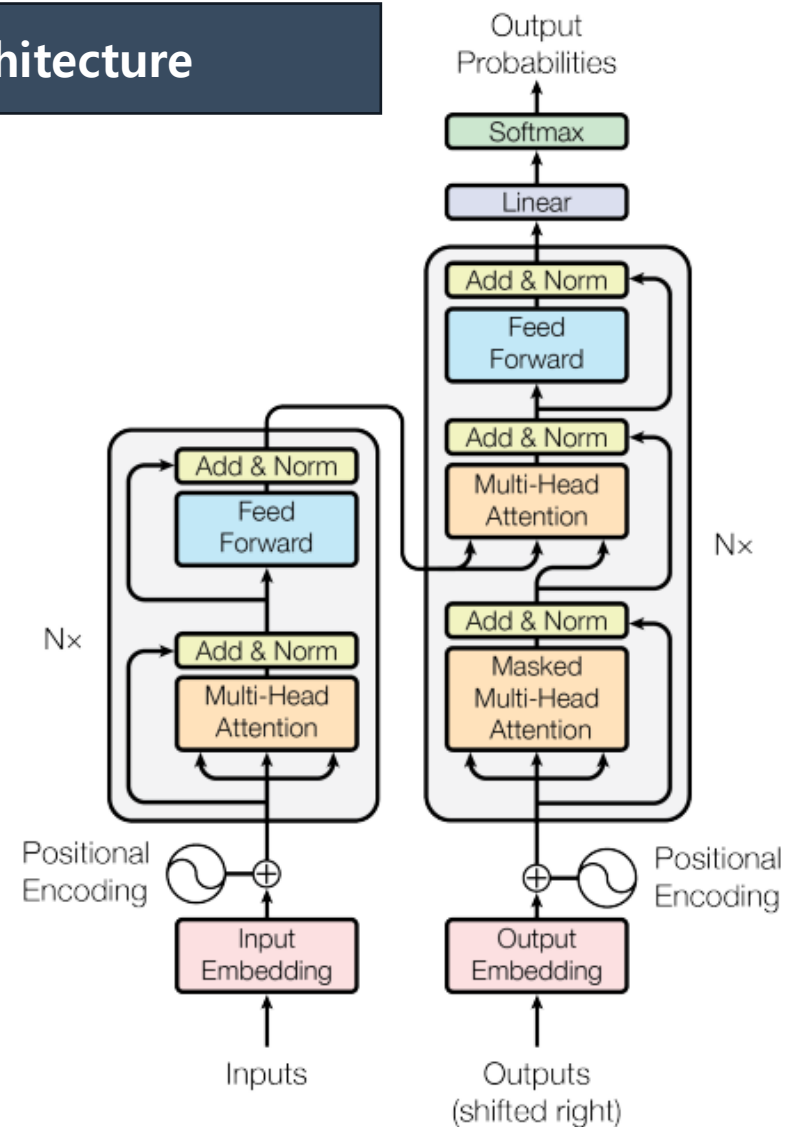 hitecture
Output
Probabilities
Softmax
Linear
Add & Norm
Feed
Forward
Add & Norm
Multi-Head
Attention
Add & Norm
Masked
Multi-Head
Attention
N×
Add & Norm
Feed
Forward
Add & Norm
Multi-Head
Attention
N×
Positional
Encoding
Positional
Encoding
Input
Embedding
Output
Embedding
Inputs
Outputs
(shifted right)